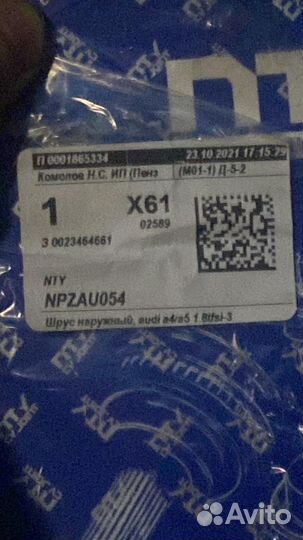 П 0001865334 23.10.2021 17:15:29
Комолов Н.С. ИП (Пенз (М01-1) Д-5-2
1 X61
02589
З 0023464661
NTY
NPZAU054
Шрус наружный, audi a4/a5 1.8tfsi-3
Avito